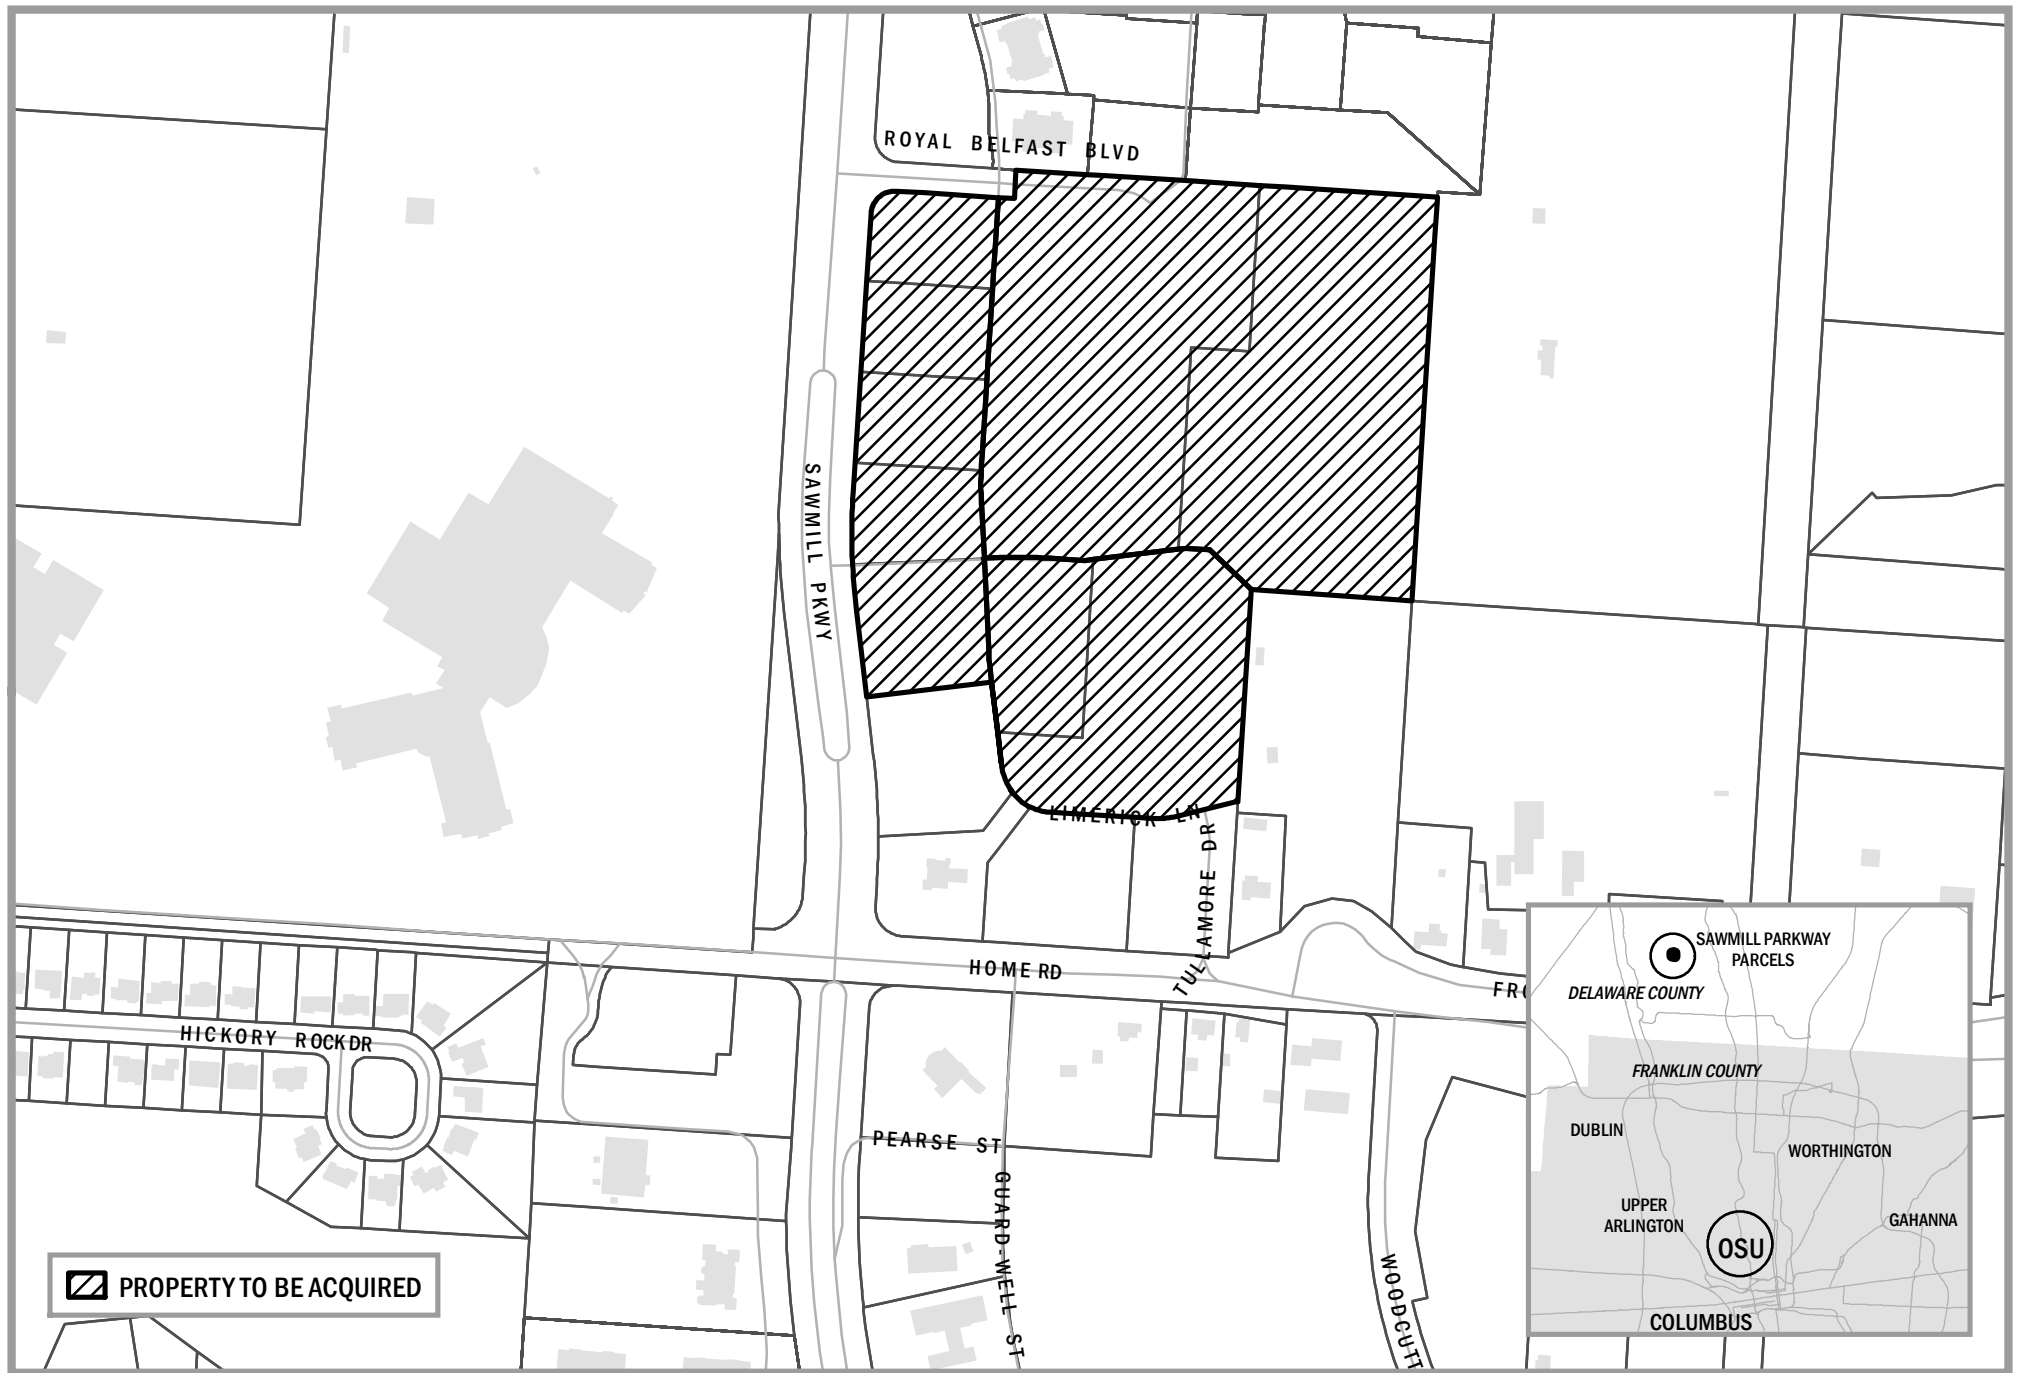 ROYAL BELFAST BLVD
SAWMILL PKWY
LIMERICK LN
TULLAMORE DR
HOME RD
HICKORY ROCK DR
PEARSE ST
GUARD-WELL ST
WOODCUTT
FRO
PROPERTY TO BE ACQUIRED
SAWMILL PARKWAY
PARCELS
DELAWARE COUNTY
FRANKLIN COUNTY
DUBLIN
WORTHINGTON
UPPER
ARLINGTON
GAHANNA
OSU
COLUMBUS